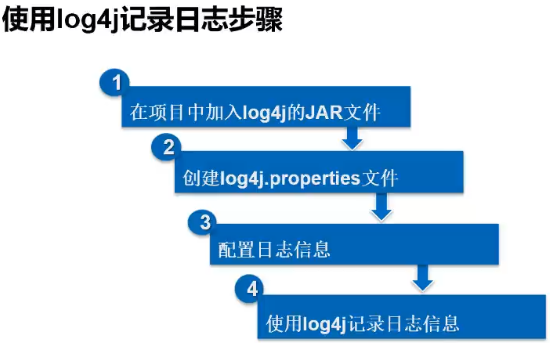 使用log4j记录日志步骤
1
在项目中加入log4j的JAR文件
2
创建log4j.properties文件
3
配置日志信息
4
使用log4j记录日志信息